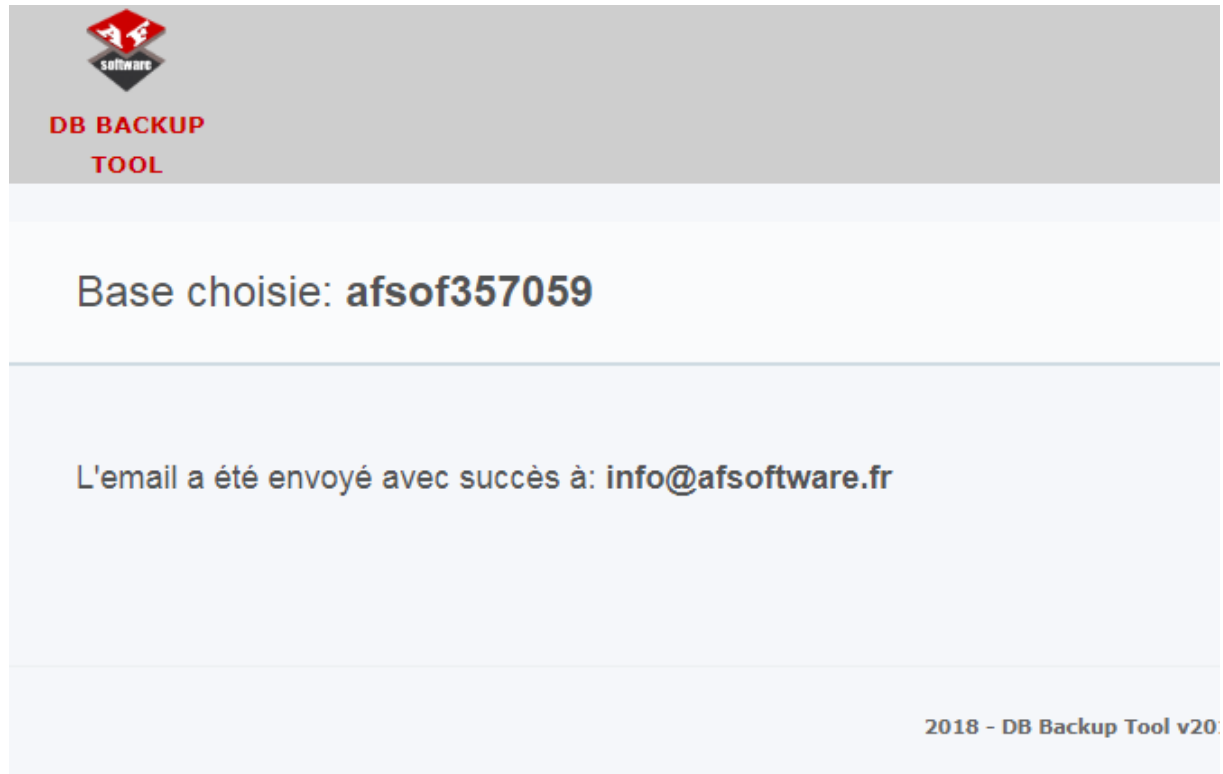 AF
software
DB BACKUP
TOOL
Base choisie: afsof357059
L'email a été envoyé avec succès à: info@afsoftware.fr
2018 - DB Backup Tool